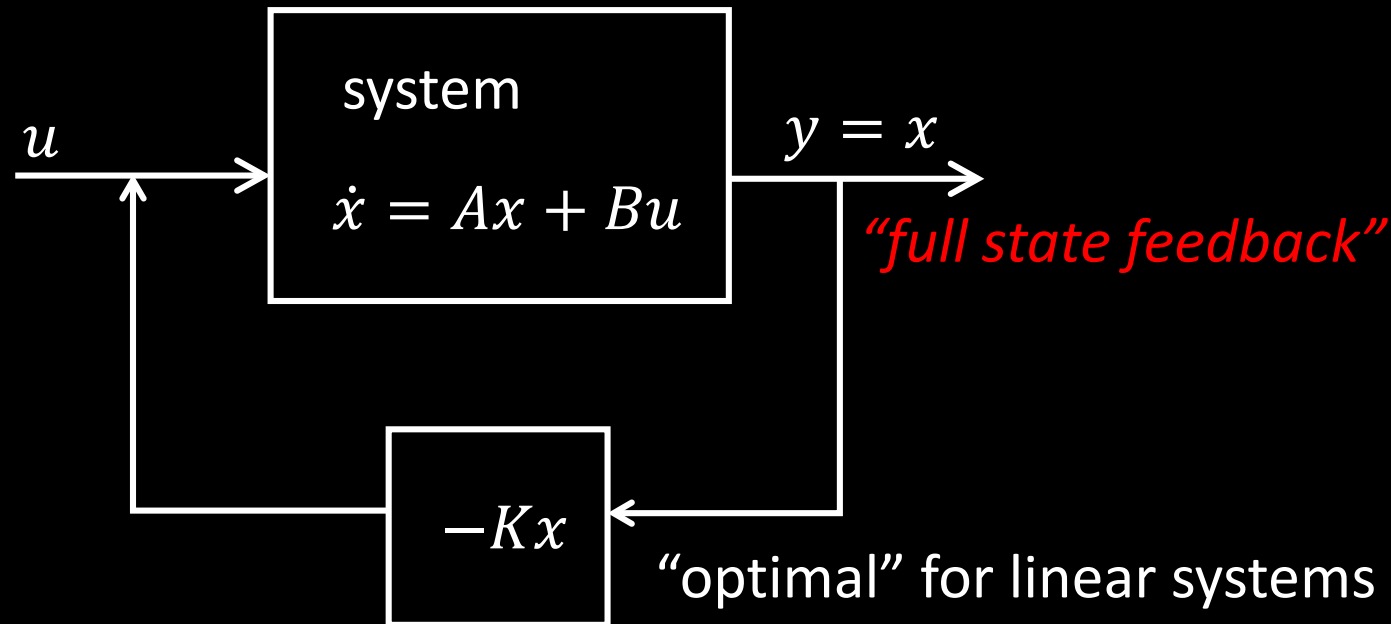 system
u
y = x
ẋ = Ax + Bu
“full state feedback”
−Kx
“optimal” for linear systems